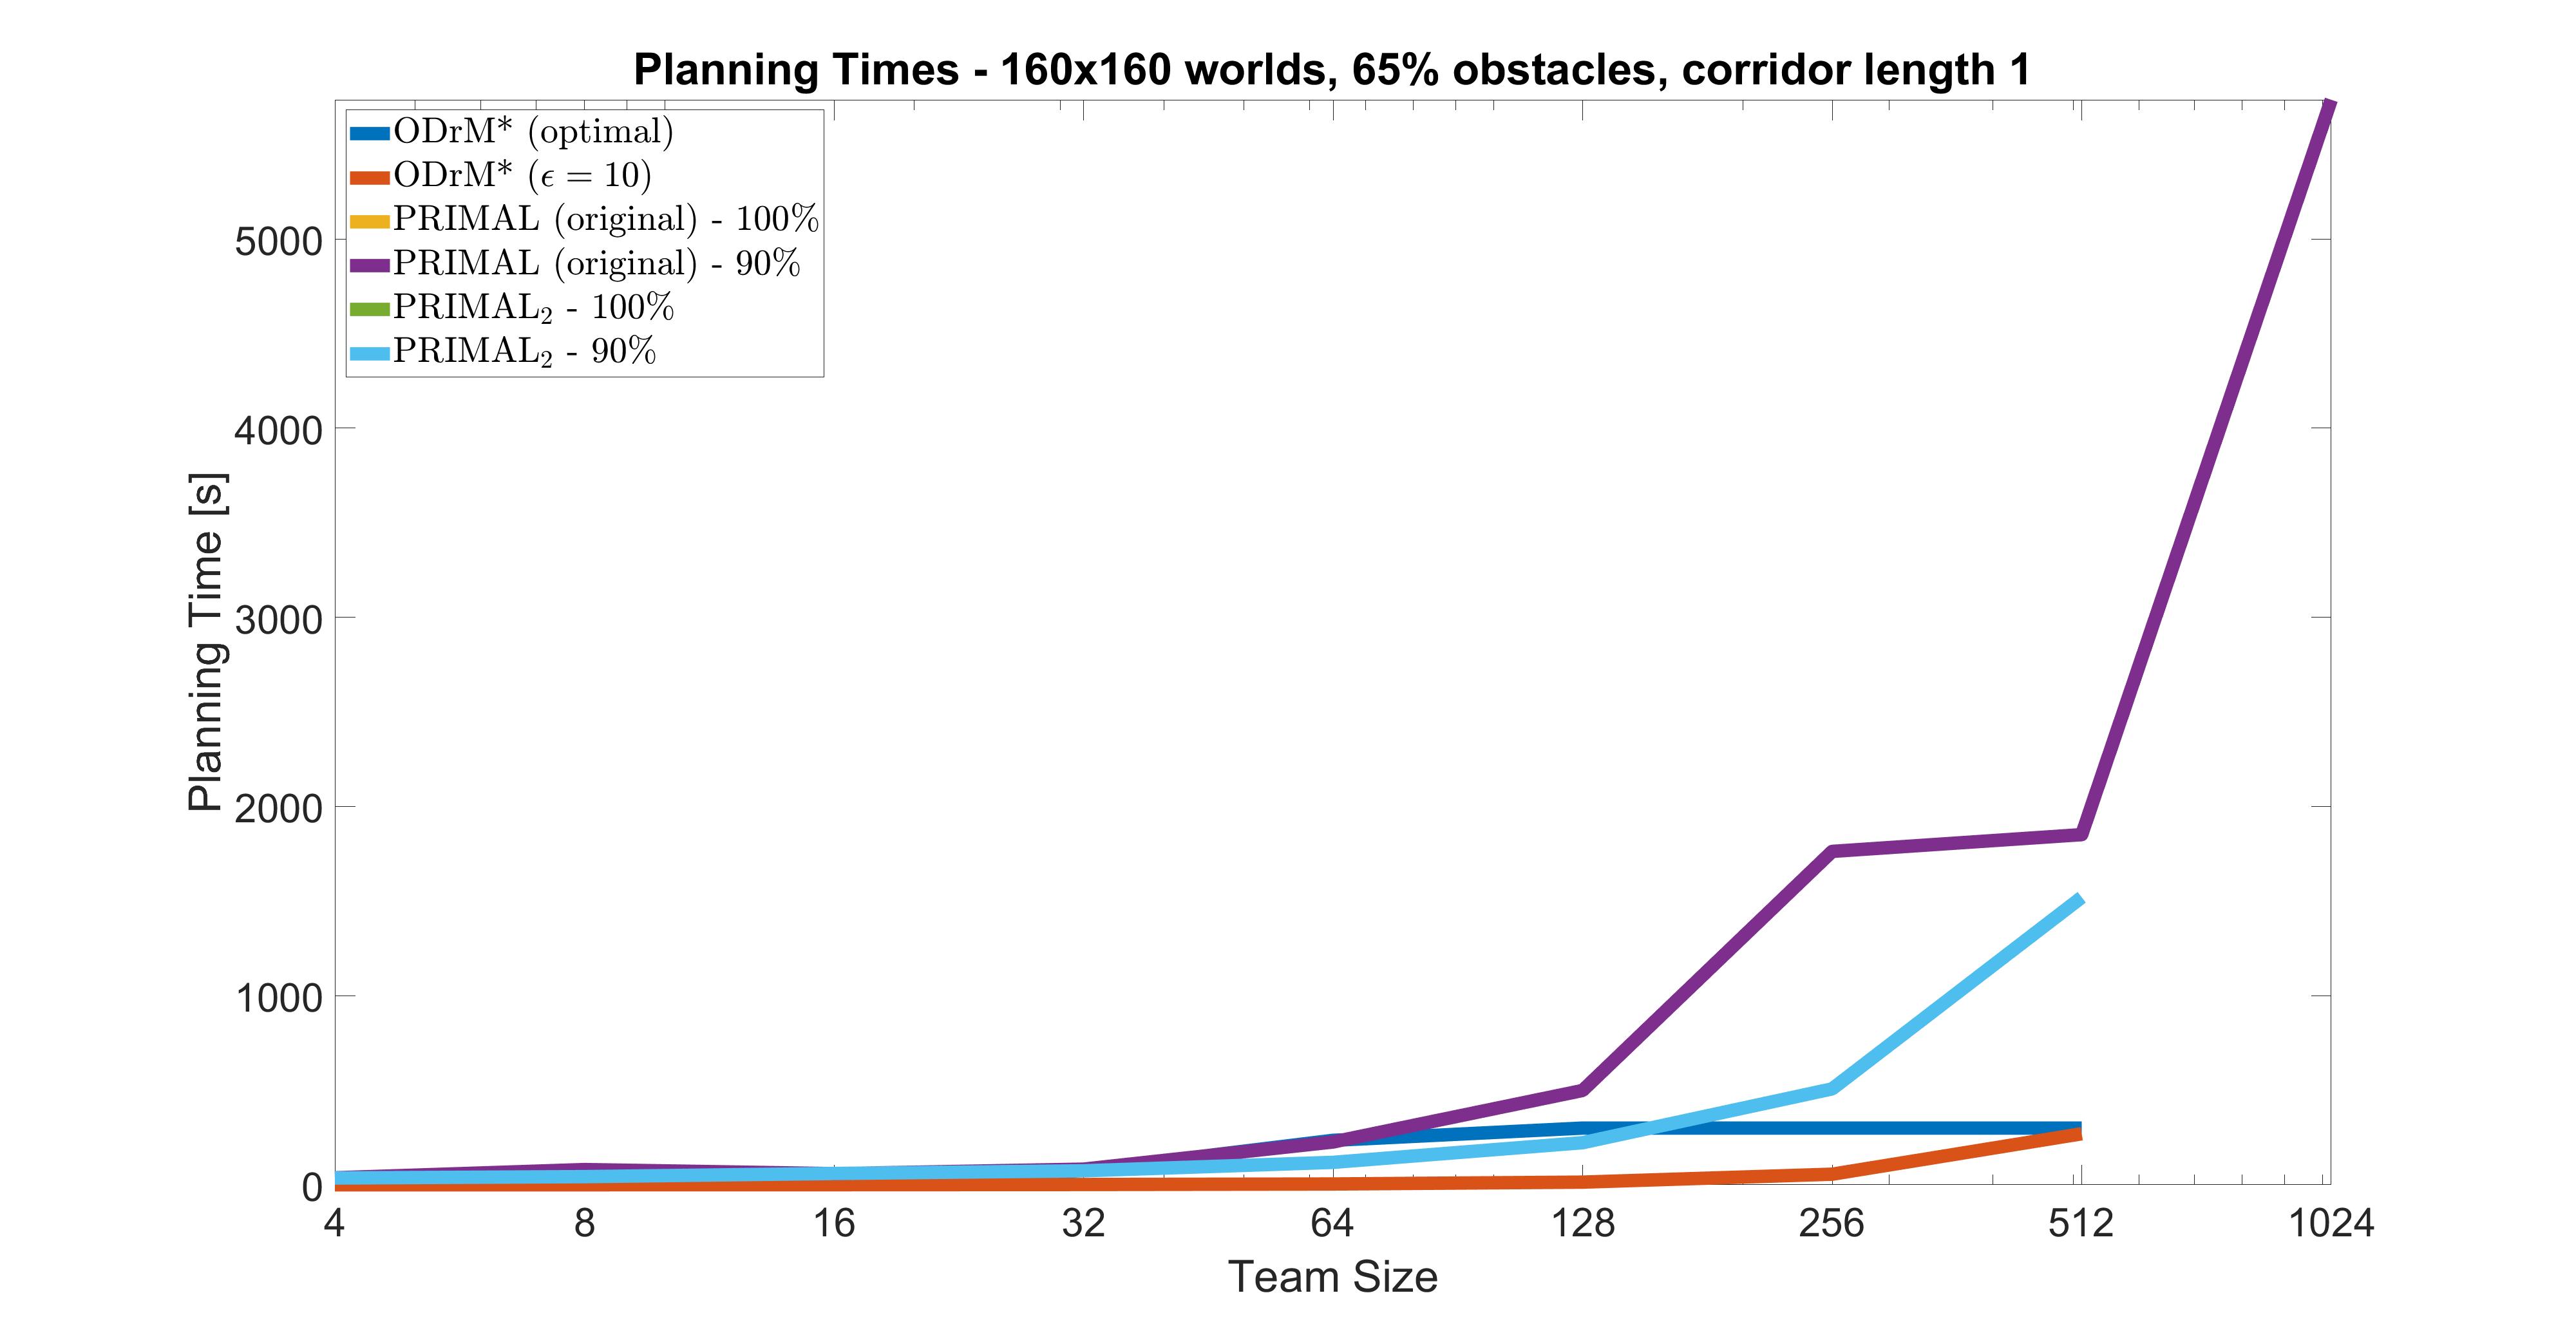 Planning Times - 160x160 worlds, 65% obstacles, corridor length 1
ODrM* (optimal)
ODrM* (ϵ = 10)
PRIMAL (original) - 100%
PRIMAL (original) - 90%
PRIMAL₂ - 100%
PRIMAL₂ - 90%
Planning Time [s]
5000
4000
3000
2000
1000
0
4 8 16 32 64 128 256 512 1024
Team Size